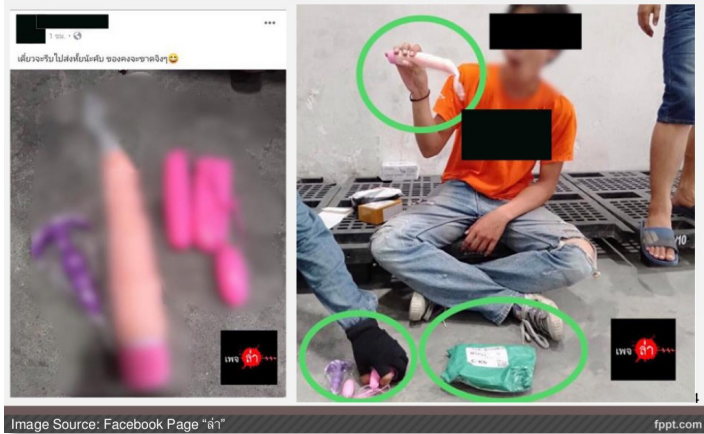 1 ชม.
เดี๋ยวจะรีบไปส่งหั้ยน้ะคับ ของคงจะขาดจิงๆ😆
เพจ ล่า
/10
เพจ ล่า
4
Image Source: Facebook Page “ล่า”
fppt.com